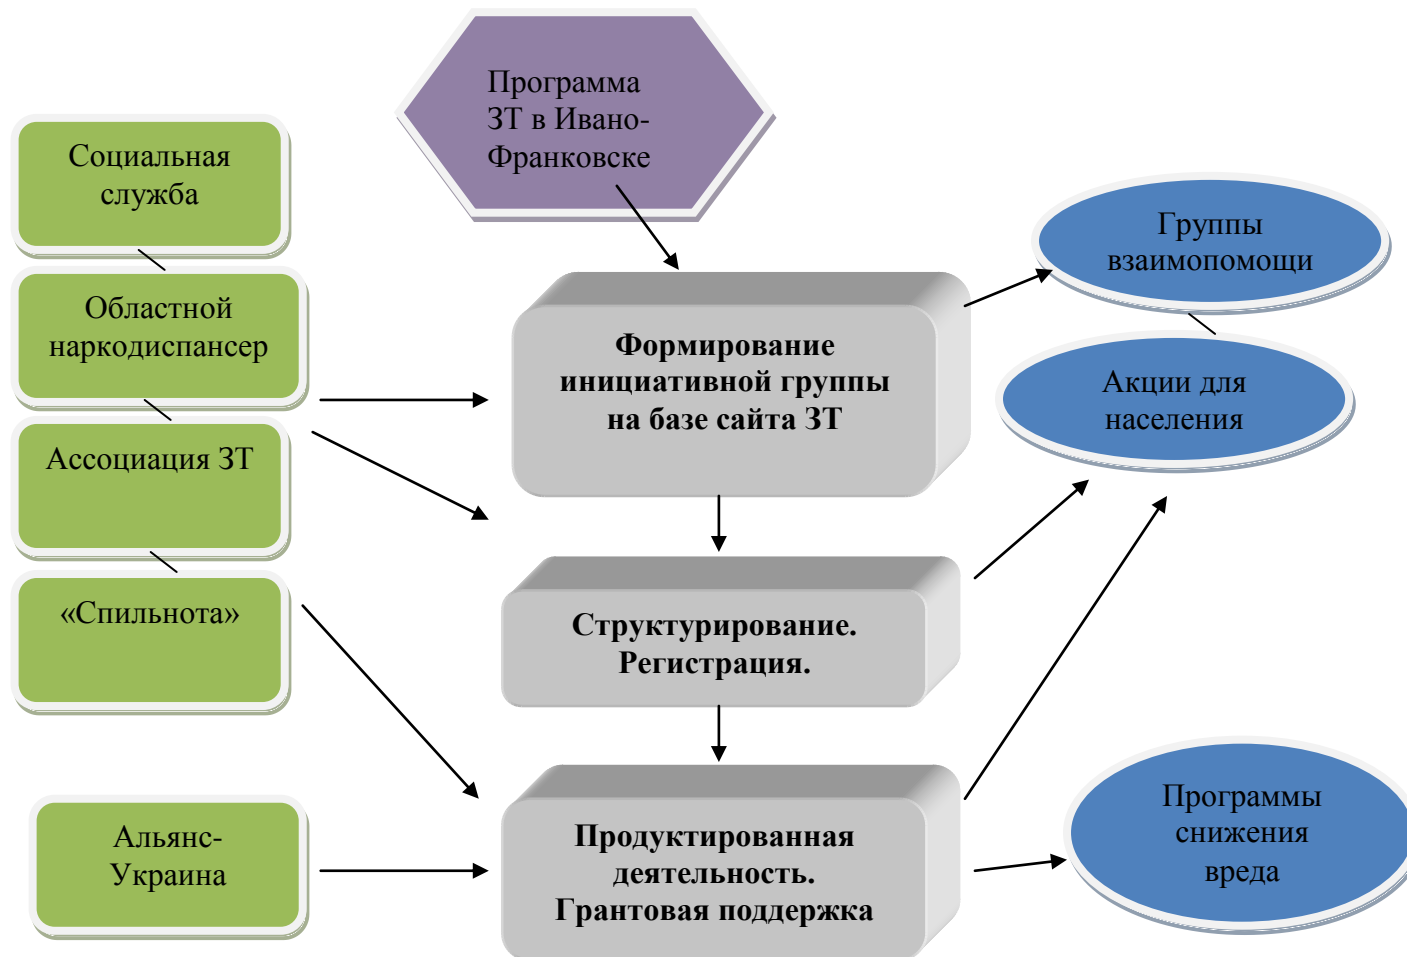 Программа
ЗТ в Ивано-
Франковске
Социальная
служба
Областной
наркодиспансер
Ассоциация ЗТ
«Спильнота»
Альянс-
Украина
Формирование
инициативной группы
на базе сайта ЗТ
Структурирование.
Регистрация.
Продуктированная
деятельность.
Грантовая поддержка
Группы
взаимопомощи
Акции для
населения
Программы
снижения
вреда